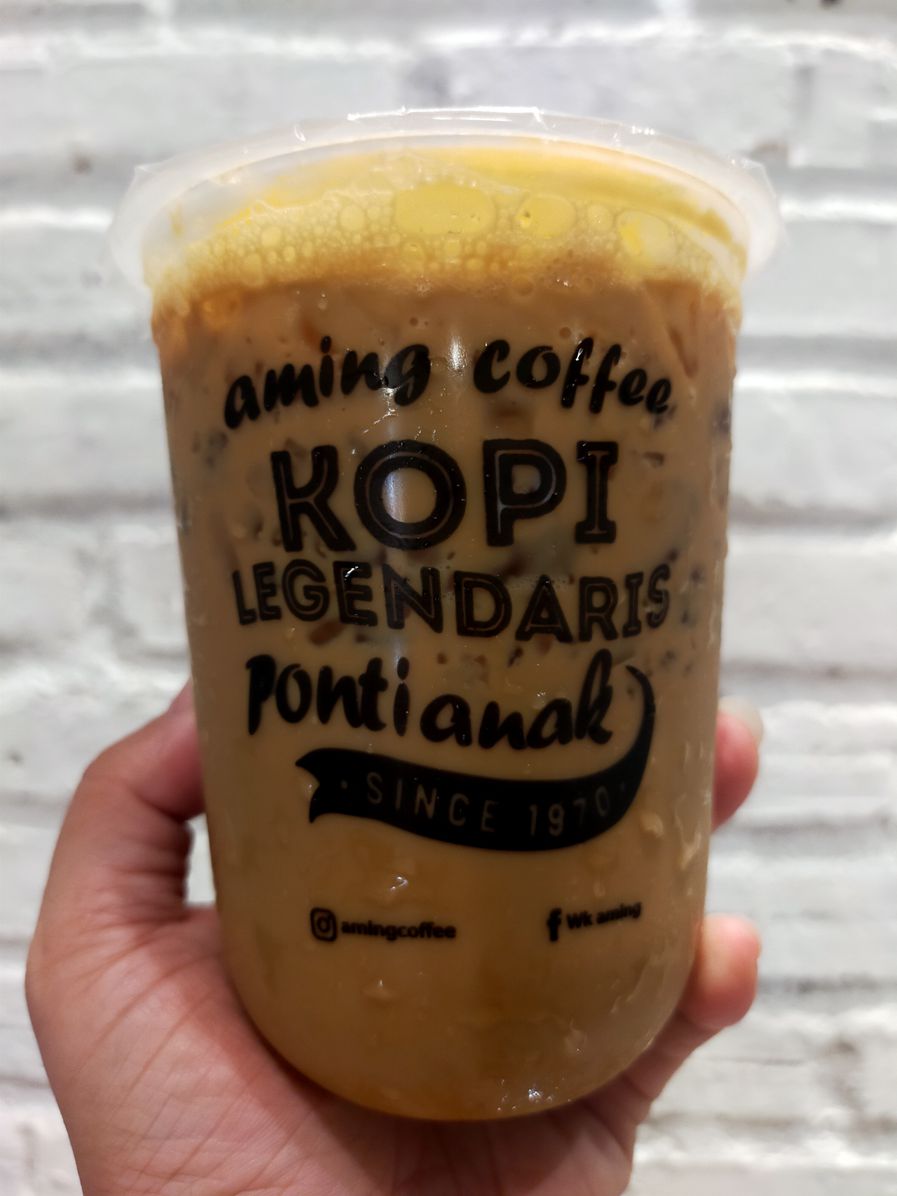 aming coffee
KOPI
LEGENDARIS
Pontianak
· SINCE 1970 ·
amingcoffee
Wk aming